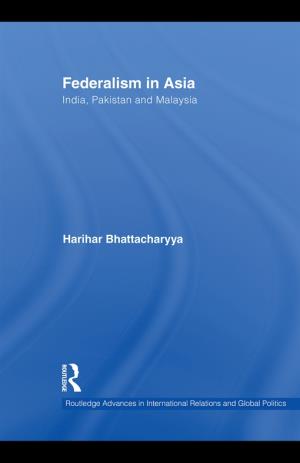 Federalism in Asia
India, Pakistan and Malaysia
Harihar Bhattacharyya
ROUTLEDGE
Routledge Advances in International Relations and Global Politics